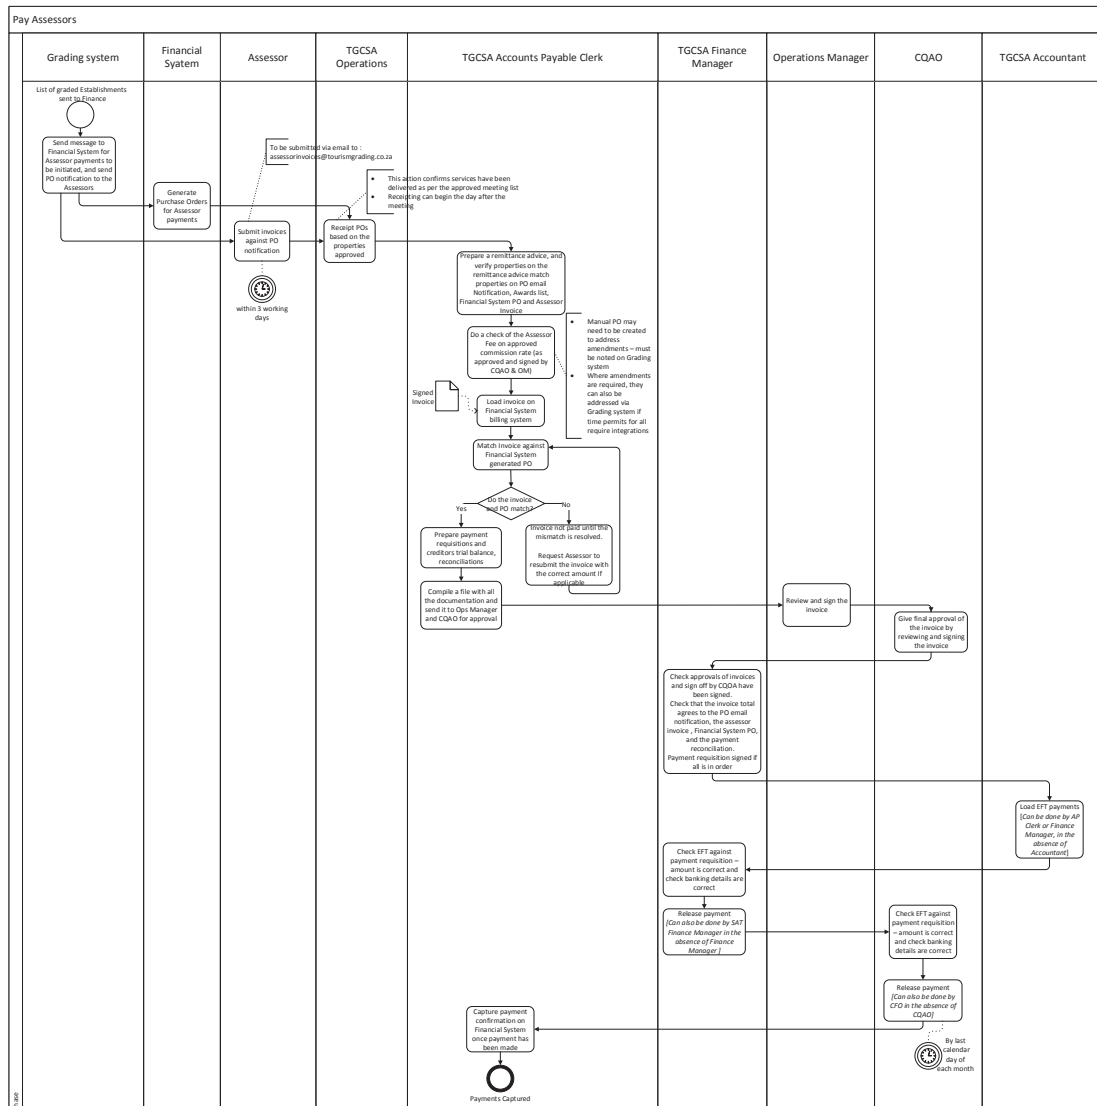 Pay Assessors
Grading system
Financial
Syatem
Assessor
TGCSA
Operations
TGCSA Accounts Payable Clerk
TGCSA Finance
Manager
Operations Manager
CQAO
TGCSA Accountant
List of graded Establishments
sent to Finance
Send message to
Financial System for
Assessor payments to
be initiated, and send
PO notification to the
Assessors
To be submitted via email to :
assessorinvoices@tourismgrading.co.za
• This action confirms services have been
delivered as per the approved meeting list
• Receipting can begin the day after the
meeting
Generate
Purchase Orders
for Assessor
payments
Submit invoices
against PO
notification
within 3 working
days
Receipt POs
based on the
properties
approved
Prepare a remittance advice, and
verify properties on the
remittance advice match
properties on PO email
Notification, Awards list,
Financial System PO and Assessor
Invoice
Do a check of the Assessor
Fee on approved
commission rate (as
approved and signed by
CQAO & OM)
• Manual PO may
need to be created
to address
amendments – must
be noted on Grading
system
• Where amendments
are required, they
can also be
addressed via
Grading system if
time permits for all
require integrations
Signed
Invoice
Load invoice on
Financial System
billing system
Match Invoice against
Financial System
generated PO
Do the invoice
and PO match?
Yes
No
Prepare payment
requisitions and
creditors trial balance,
reconciliations
Invoice not paid until the
mismatch is resolved.
Request Assessor to
resubmit the invoice with
the correct amount If
applicable
Compile a file with all
the documentation and
send it to Ops Manager
and CQAO for approval
Review and sign the
invoice
Give final approval of
the invoice by
reviewing and signing
the invoice
Check approvals of invoices
and sign off by CQOA have
been signed.
Check that the invoice total
agrees to the PO email
notification, the assessor
invoice , Financial System PO,
and the payment
reconciliation.
Payment requisition signed if
all is in order
Load EFT payments
[Can be done by AP
Clerk or Finance
Manager, in the
absence of
Accountant]
Check EFT against
payment requisition –
amount is correct and
check banking details are
correct
Release payment
[Can also be done by SAT
Finance Manager in the
absence of Finance
Manager ]
Check EFT against
payment requisition
– amount is correct
and check banking
details are correct
Release payment
[Can also be done by
CFO in the absence of
CQAO]
By last
calendar
day of
each month
Capture payment
confirmation on
Financial System
once payment has
been made
Payments Captured